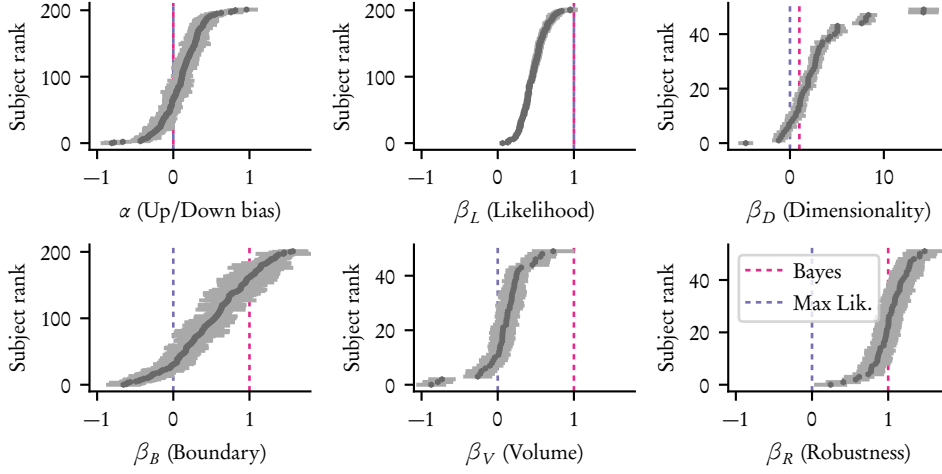 200
100
0
Subject rank
−1
0
1
α (Up/Down bias)
200
100
0
Subject rank
−1
0
1
β_L (Likelihood)
40
20
0
Subject rank
0
10
β_D (Dimensionality)
200
100
0
Subject rank
−1
0
1
β_B (Boundary)
40
20
0
Subject rank
−1
0
1
β_V (Volume)
40
20
0
Subject rank
−1
0
1
β_R (Robustness)
Bayes
Max Lik.